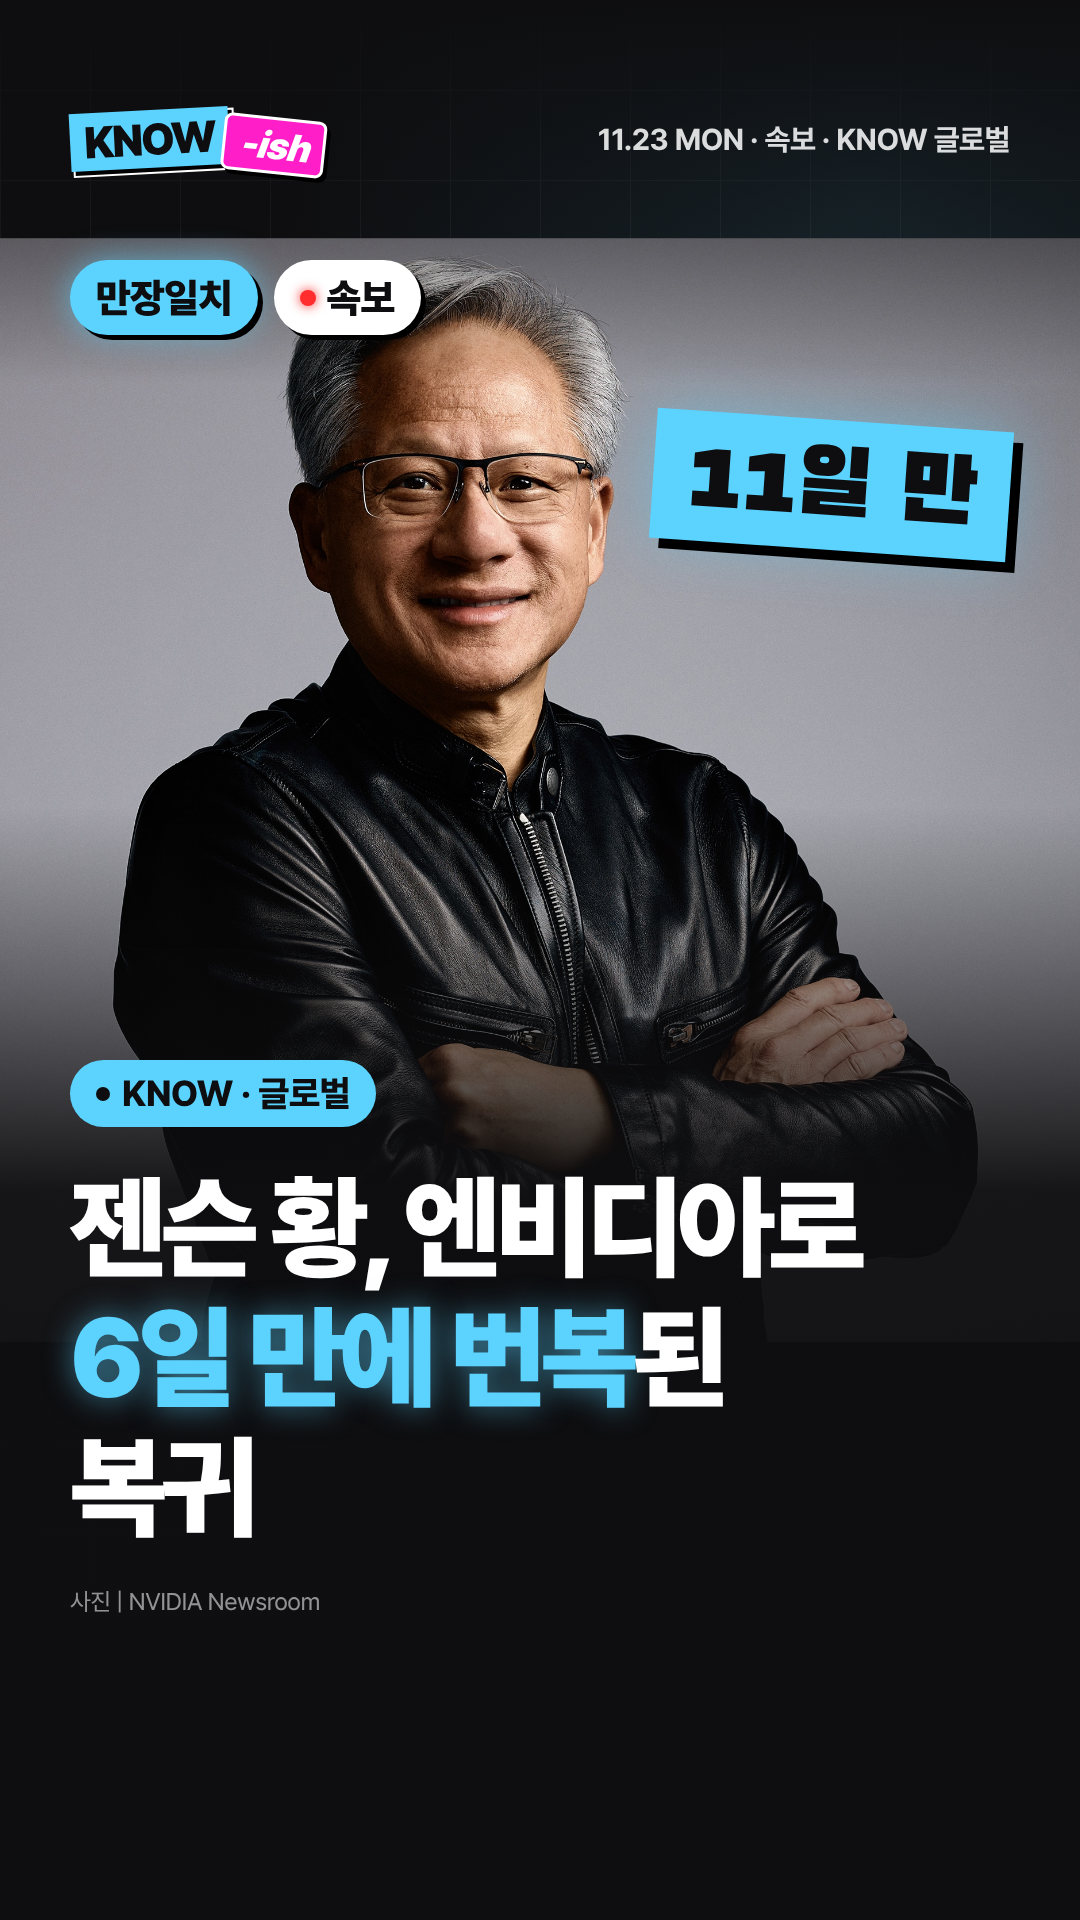 KNOW -ish
11.23 MON · 속보 · KNOW 글로벌
만장일치
속보
11일 만
KNOW · 글로벌
젠슨 황, 엔비디아로
6일 만에 번복된
복귀
사진 | NVIDIA Newsroom